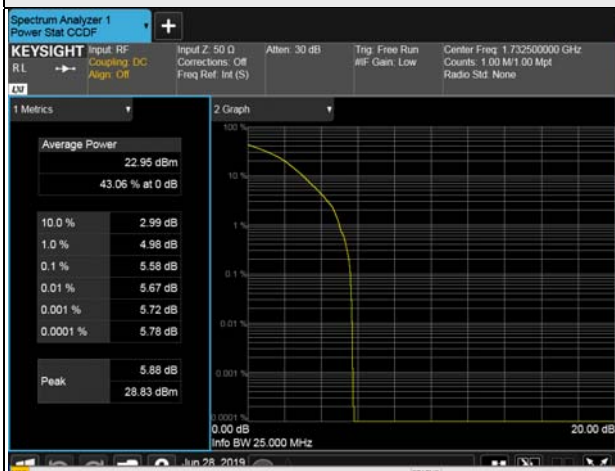 Spectrum Analyzer 1
Power Stat CCDF
+
KEYSIGHT
RL
LXI
Input: RF
Coupling: DC
Align: Off
Input Z: 50 Ω
Corrections: Off
Freq Ref: Int (S)
Atten: 30 dB
Trig: Free Run
#IF Gain: Low
Center Freq: 1.732500000 GHz
Counts: 1.00 M/1.00 Mpt
Radio Std: None
1 Metrics
Average Power
22.95 dBm
43.06 % at 0 dB
10.0 % 2.99 dB
1.0 % 4.98 dB
0.1 % 5.58 dB
0.01 % 5.67 dB
0.001 % 5.72 dB
0.0001 % 5.78 dB
Peak 5.88 dB
28.83 dBm
2 Graph
100 %
10 %
1 %
0.1 %
0.01 %
0.001 %
0.0001 %
0.00 dB 20.00 dB
Info BW 25.000 MHz
Jun 28, 2019